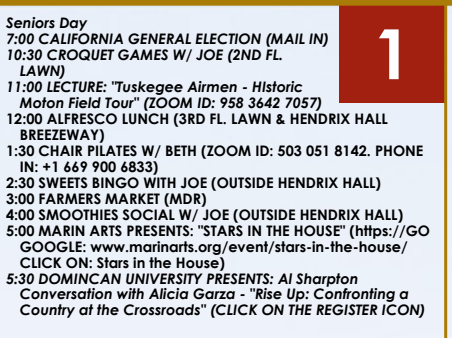 Seniors Day
7:00 CALIFORNIA GENERAL ELECTION (MAIL IN)
10:30 CROQUET GAMES W/ JOE (2ND FL.
LAWN)
11:00 LECTURE: "Tuskegee Airmen - HIstoric
Moton Field Tour" (ZOOM ID: 958 3642 7057)
1
12:00 ALFRESCO LUNCH (3RD FL. LAWN & HENDRIX HALL
BREEZEWAY)
1:30 CHAIR PILATES W/ BETH (ZOOM ID: 503 051 8142. PHONE
IN: +1 669 900 6833)
2:30 SWEETS BINGO WITH JOE (OUTSIDE HENDRIX HALL)
3:00 FARMERS MARKET (MDR)
4:00 SMOOTHIES SOCIAL W/ JOE (OUTSIDE HENDRIX HALL)
5:00 MARIN ARTS PRESENTS: "STARS IN THE HOUSE" (https://GO
GOOGLE: www.marinarts.org/event/stars-in-the-house/
CLICK ON: Stars in the House)
5:30 DOMINCAN UNIVERSITY PRESENTS: Al Sharpton
Conversation with Alicia Garza - "Rise Up: Confronting a
Country at the Crossroads" (CLICK ON THE REGISTER ICON)